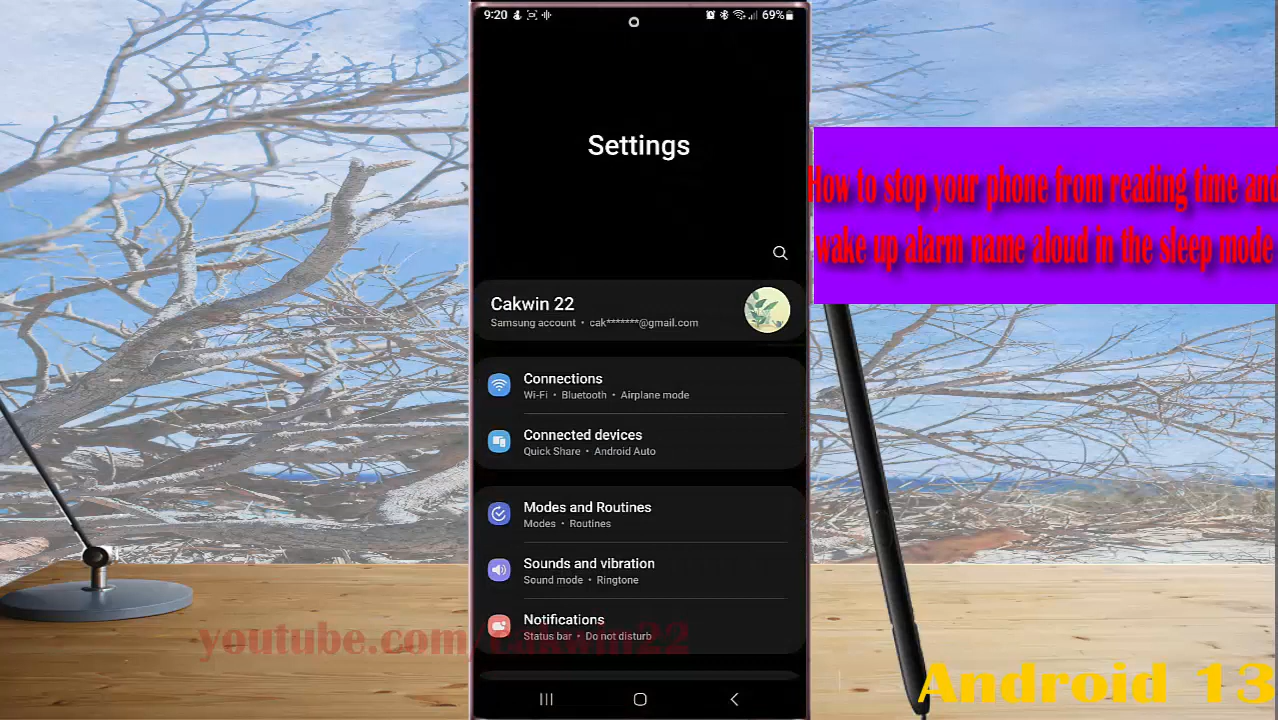 9:20
69%
Settings
How to stop your phone from reading time and
wake up alarm name aloud in the sleep mode
Cakwin 22
Samsung account • cak*******@gmail.com
Connections
Wi-Fi • Bluetooth • Airplane mode
Connected devices
Quick Share • Android Auto
Modes and Routines
Modes • Routines
Sounds and vibration
Sound mode • Ringtone
Notifications
Status bar • Do not disturb
youtube.com/cakwin22
Android 13